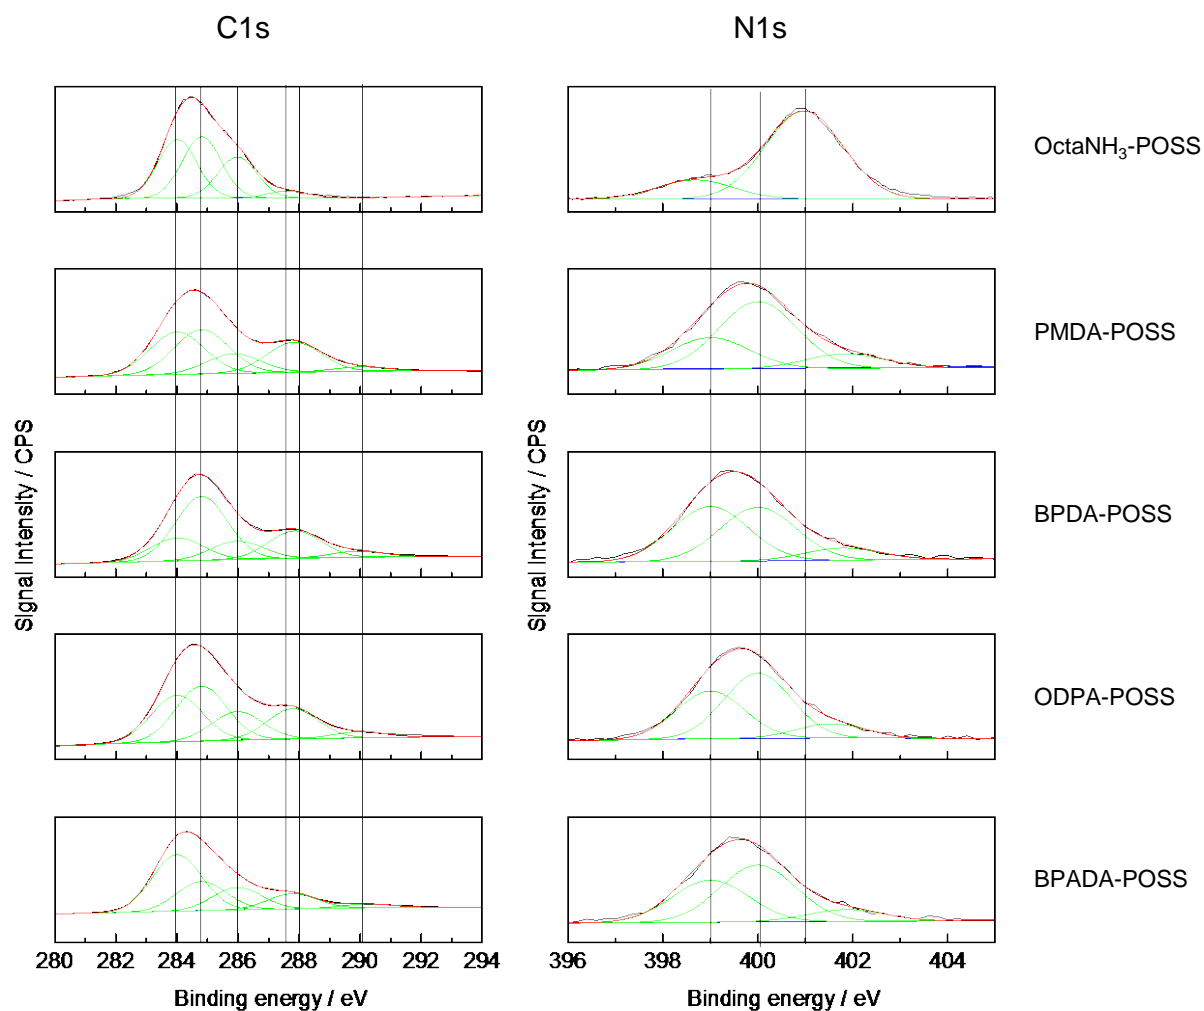 C1s
N1s
OctaNH₃-POSS
PMDA-POSS
BPDA-POSS
ODPA-POSS
BPADA-POSS
Signal Intensity / CPS
Signal Intensity / CPS
280 282 284 286 288 290 292 294
396 398 400 402 404
Binding energy / eV
Binding energy / eV